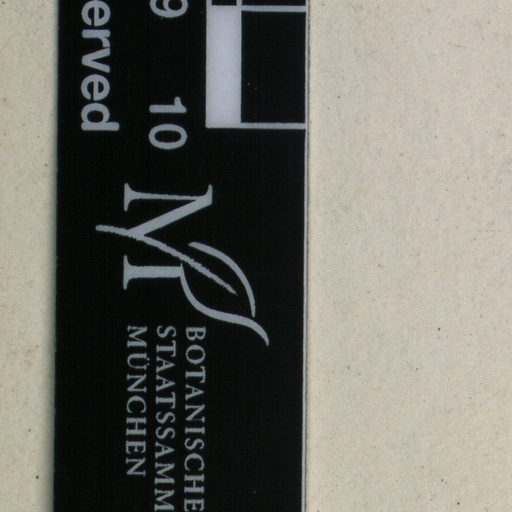 erved
9 10
BOTANISCHE
STAATSSAMM
MÜNCHEN